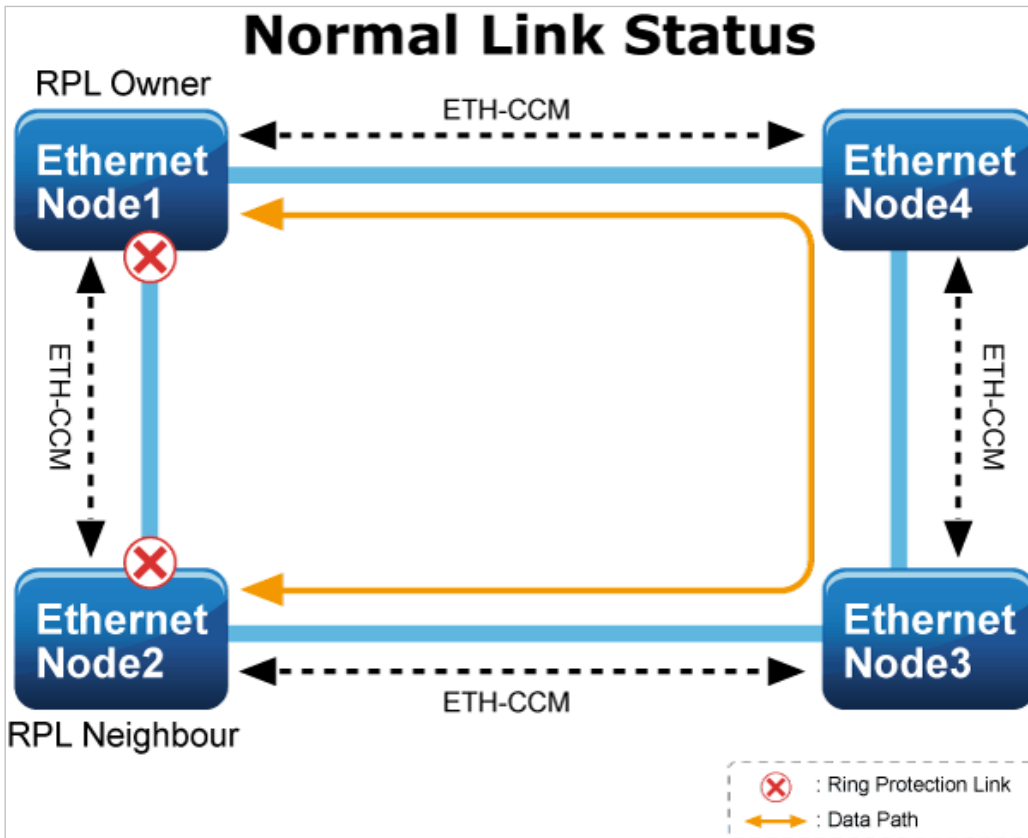 Normal Link Status
RPL Owner
ETH-CCM
Ethernet
Node1
Ethernet
Node4
ETH-CCM
ETH-CCM
Ethernet
Node2
Ethernet
Node3
ETH-CCM
RPL Neighbour
: Ring Protection Link
: Data Path